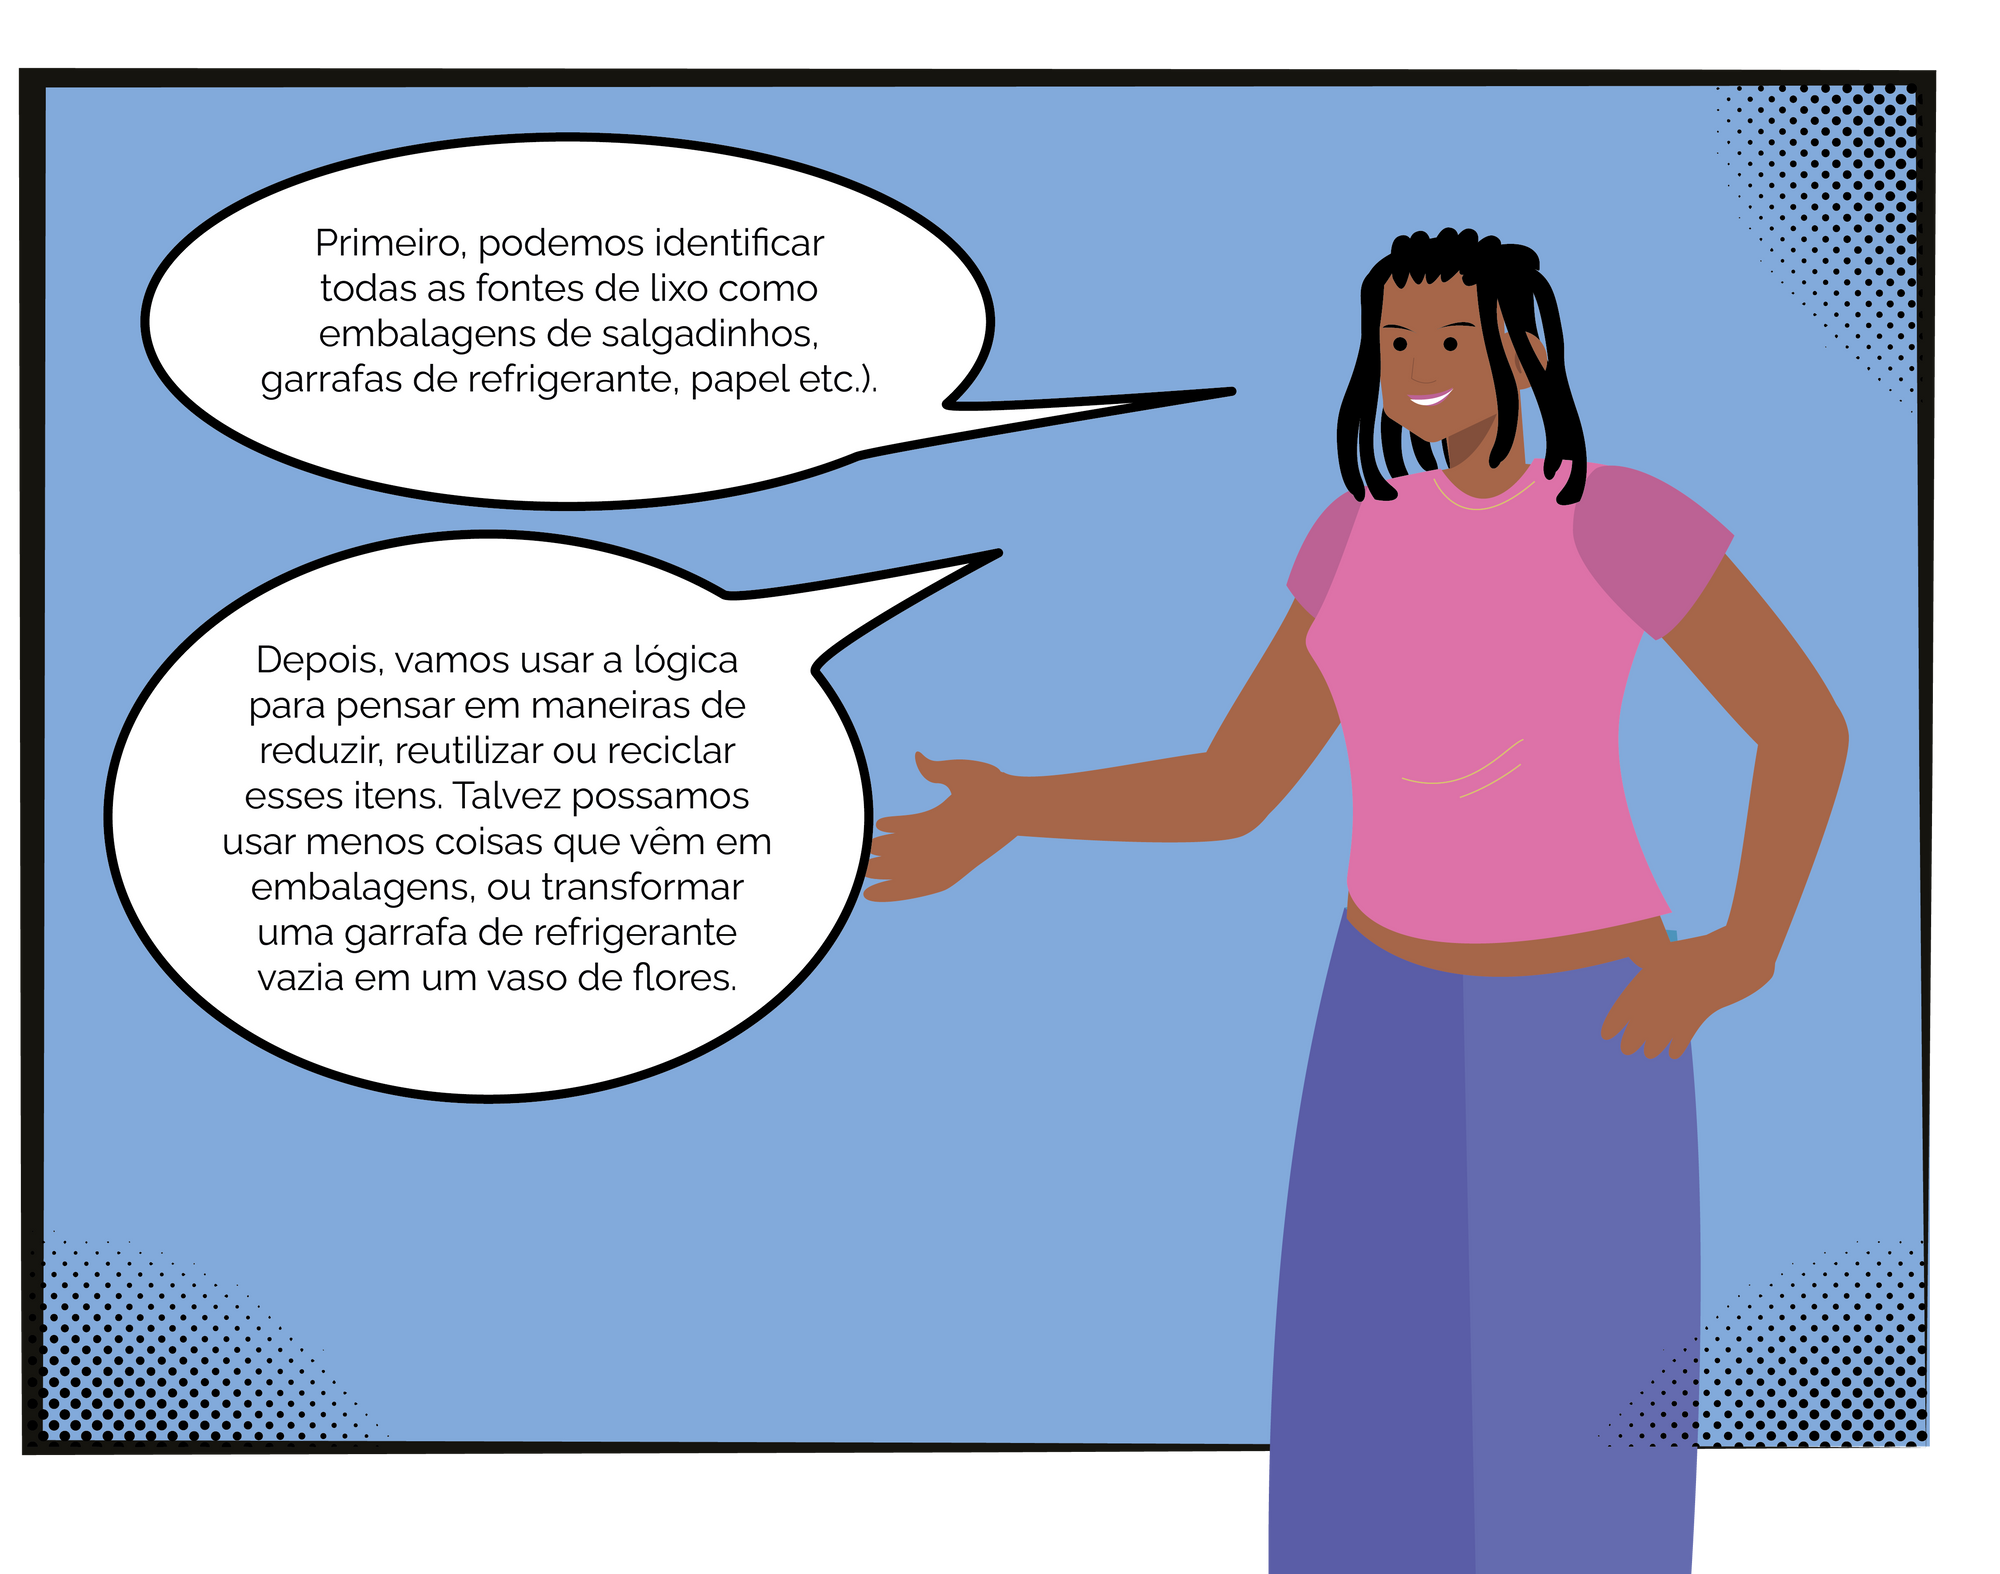 Primeiro, podemos identificar
todas as fontes de lixo como
embalagens de salgadinhos,
garrafas de refrigerante, papel etc.).
Depois, vamos usar a lógica
para pensar em maneiras de
reduzir, reutilizar ou reciclar
esses itens. Talvez possamos
usar menos coisas que vêm em
embalagens, ou transformar
uma garrafa de refrigerante
vazia em um vaso de flores.